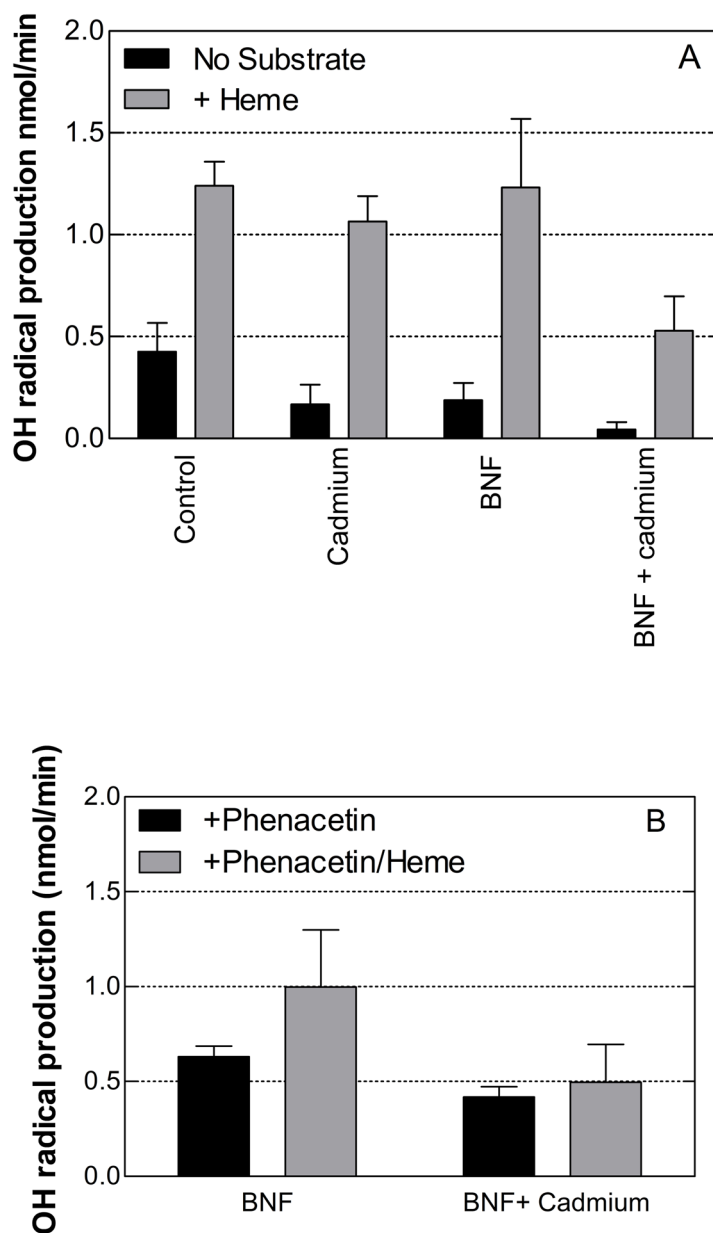 A
No Substrate
+ Heme
OH radical production nmol/min
2.0
1.5
1.0
0.5
0.0
Control
Cadmium
BNF
BNF + cadmium
B
+Phenacetin
+Phenacetin/Heme
OH radical production (nmol/min)
2.0
1.5
1.0
0.5
0.0
BNF
BNF+ Cadmium